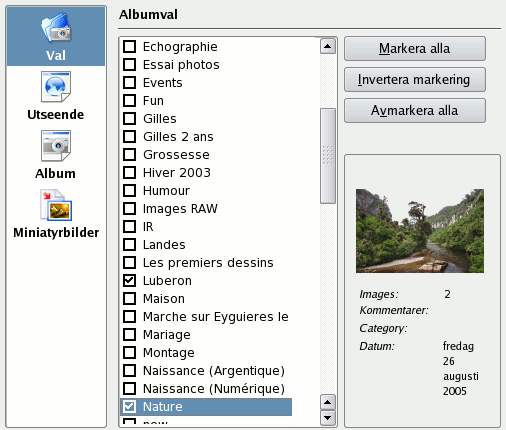 Val
Utseende
Album
Miniatyrbilder
Albumval
Echographie
Essai photos
Events
Fun
Gilles
Gilles 2 ans
Grossesse
Hiver 2003
Humour
Images RAW
IR
Landes
Les premiers dessins
Luberon
Maison
Marche sur Eyguieres le
Mariage
Montage
Naissance (Argentique)
Naissance (Numérique)
Nature
new
Markera alla
Invertera markering
Avmarkera alla
Images: 2
Kommentarer:
Category:
Datum: fredag
26
augusti
2005